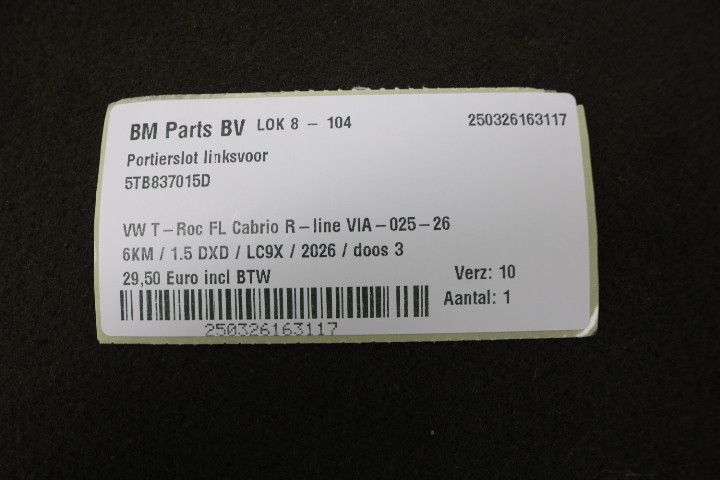 BM Parts BV LOK 8 - 104 250326163117
Portierslot linksvoor
5TB837015D
VW T-Roc FL Cabrio R-line VIA-025-26
6KM / 1.5 DXD / LC9X / 2026 / doos 3
29,50 Euro incl BTW Verz: 10
Aantal: 1
250326163117